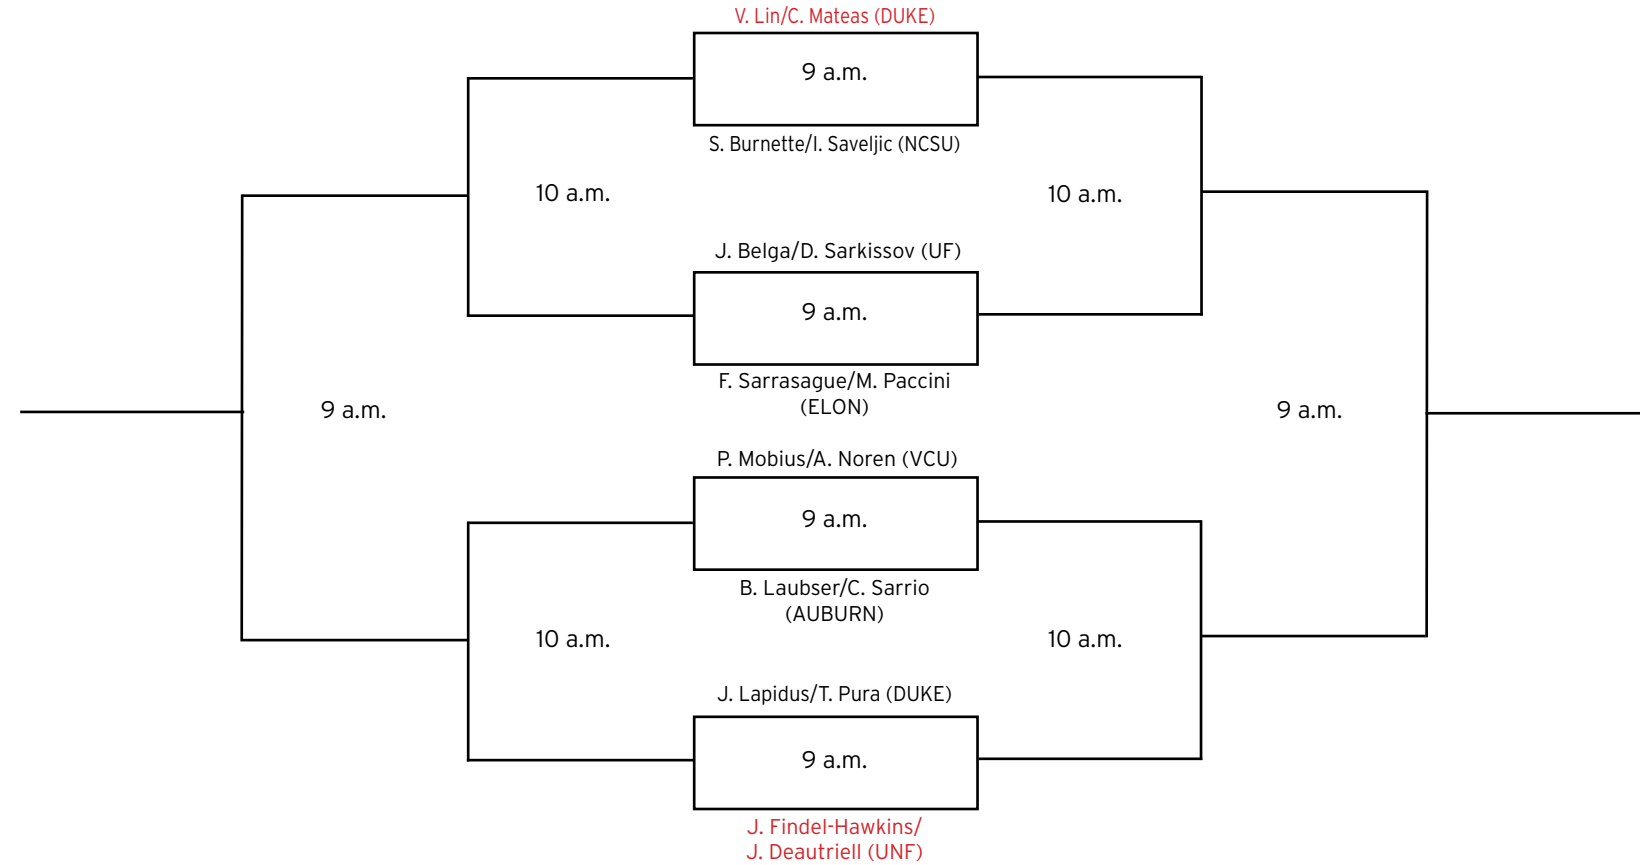 V. Lin/C. Mateas (DUKE)
9 a.m.
S. Burnette/I. Saveljic (NCSU)
10 a.m.
10 a.m.
J. Belga/D. Sarkissov (UF)
9 a.m.
F. Sarrasague/M. Paccini
(ELON)
9 a.m.
9 a.m.
P. Mobius/A. Noren (VCU)
9 a.m.
B. Laubser/C. Sarrio
(AUBURN)
10 a.m.
10 a.m.
J. Lapidus/T. Pura (DUKE)
9 a.m.
J. Findel-Hawkins/
J. Deautriell (UNF)